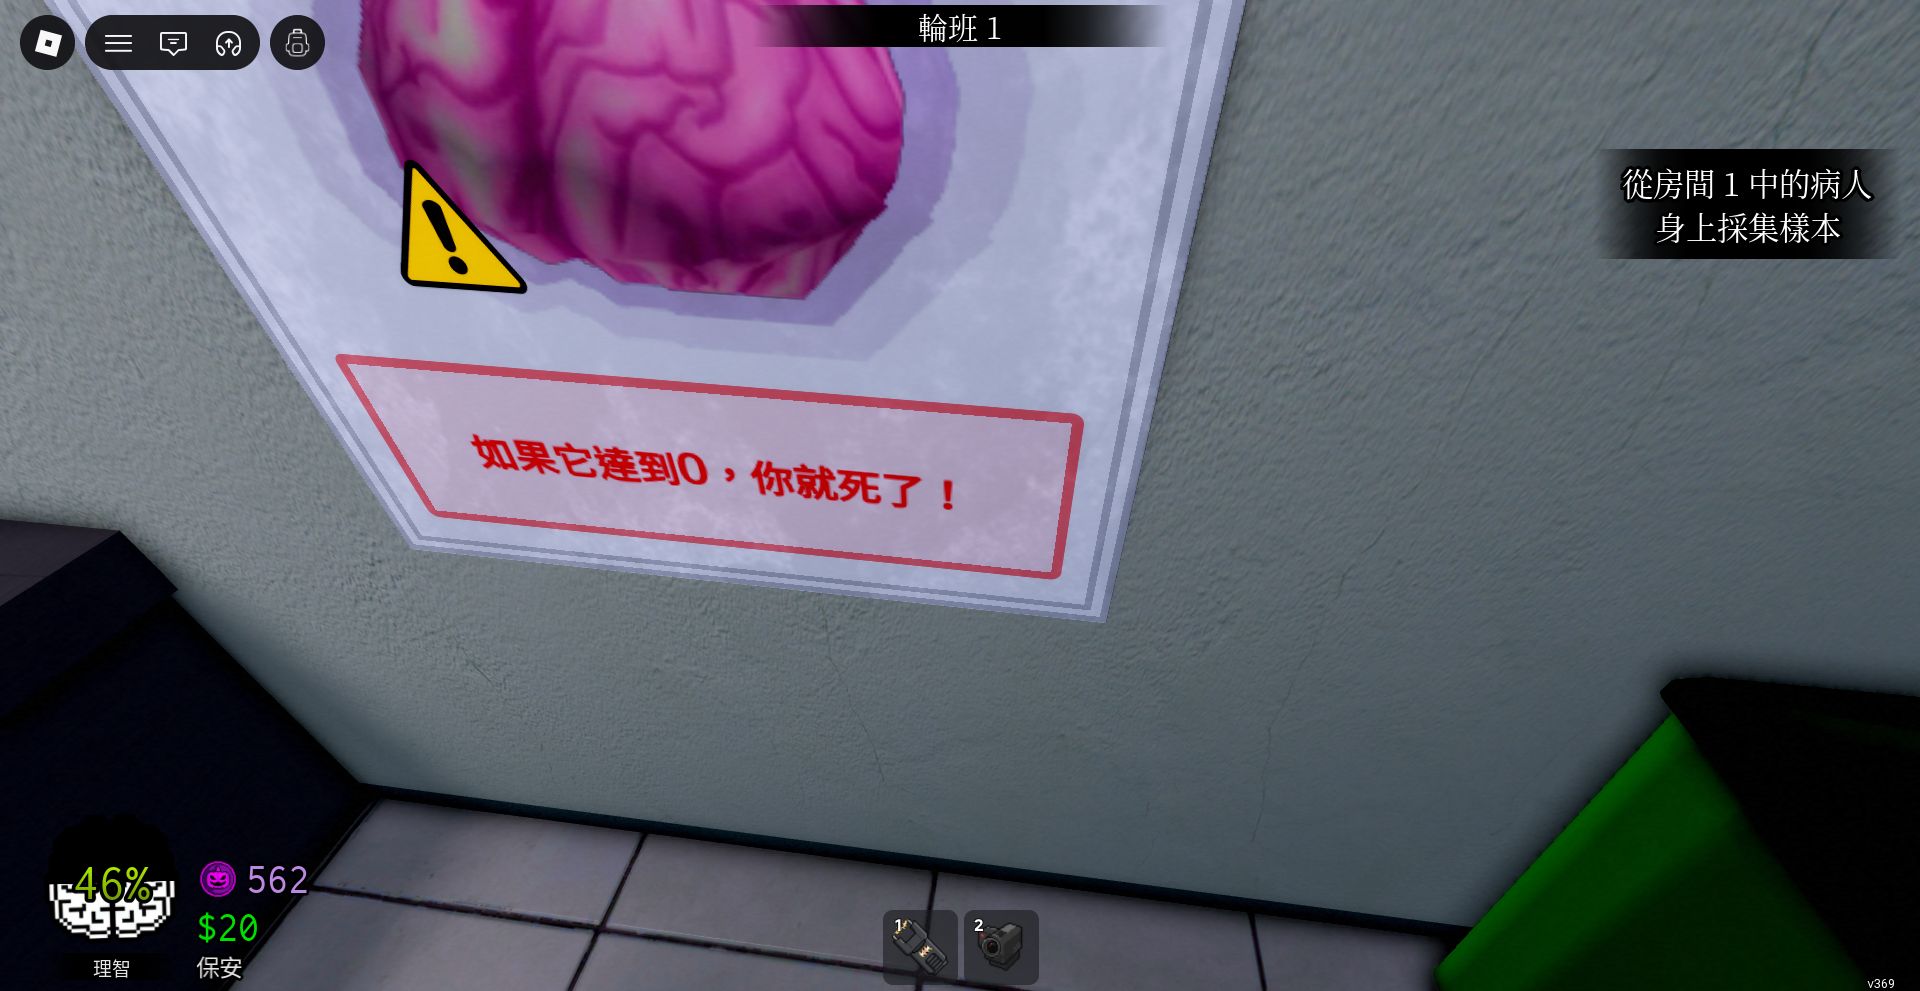 輪班 1
從房間 1 中的病人
身上採集樣本
如果它達到0，你就死了！
46%
562
$20
理智
保安
1
2
v369